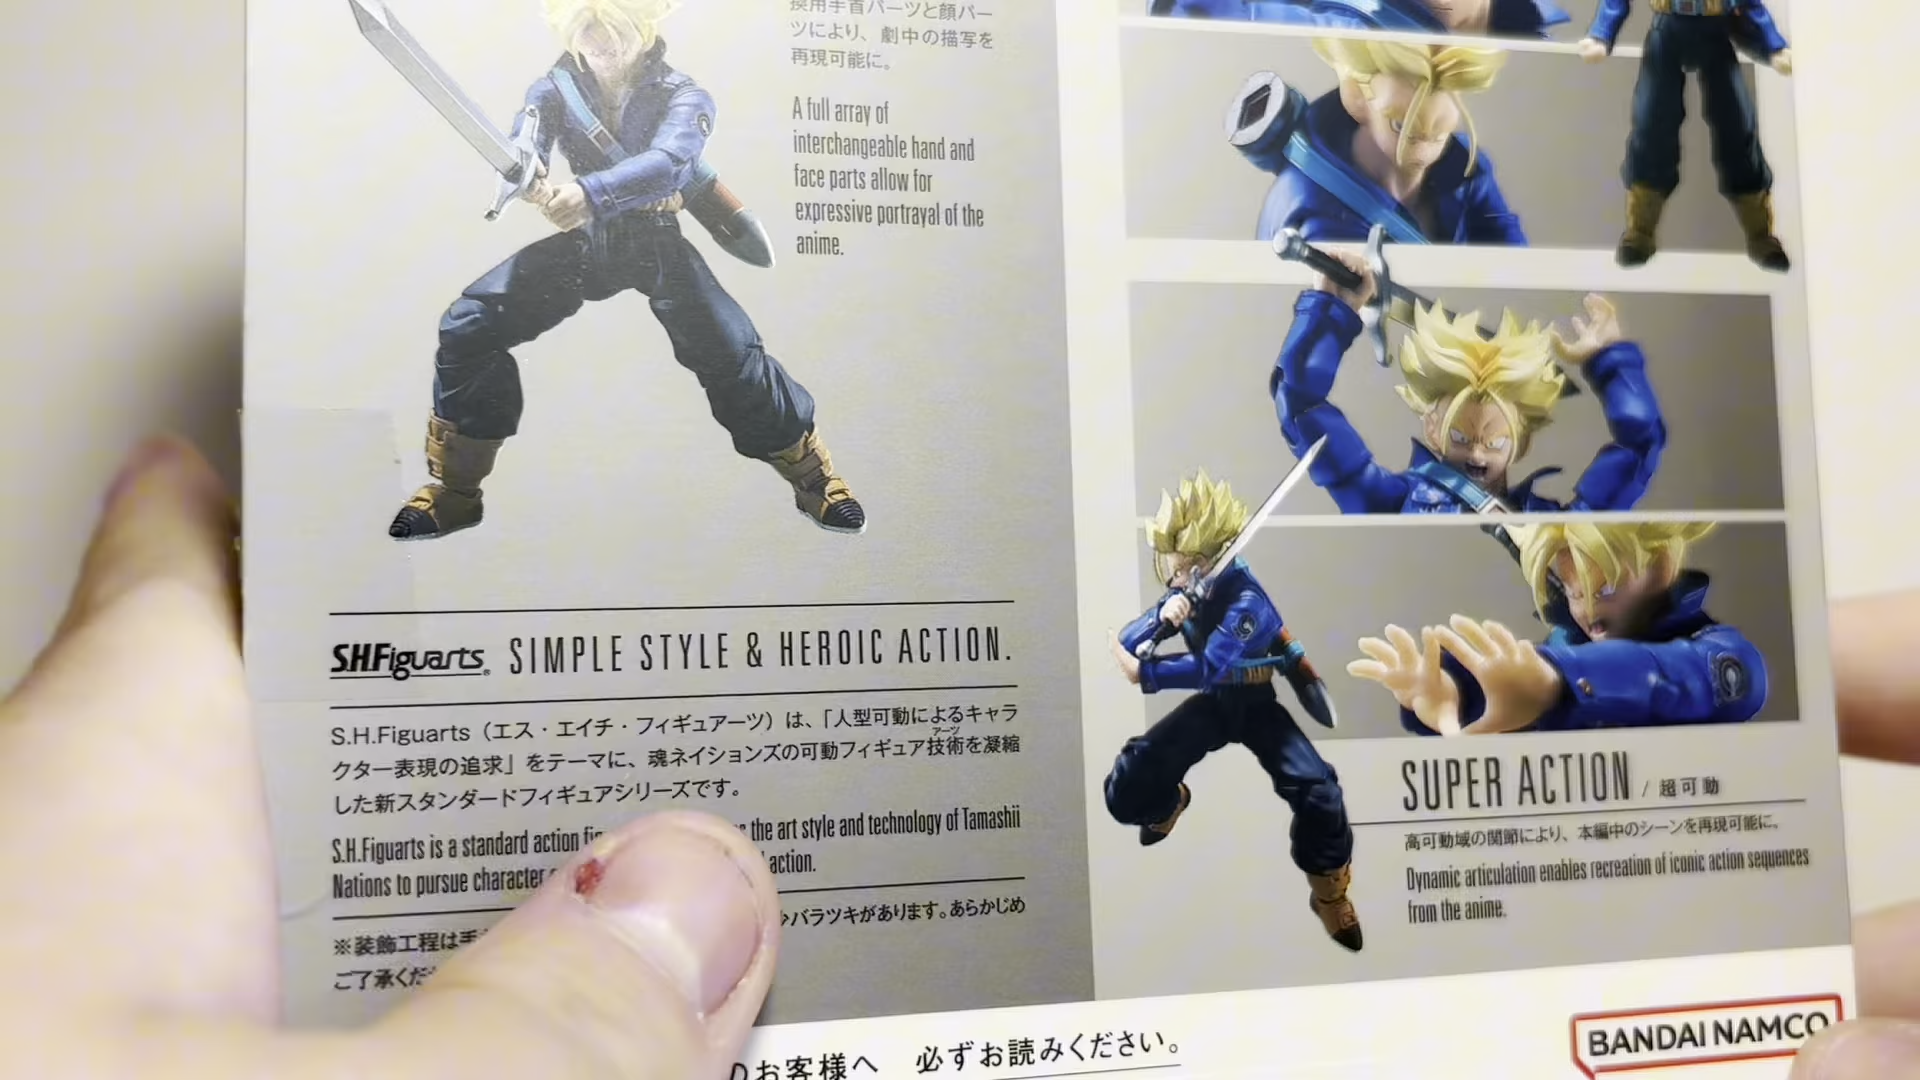 換用手首パーツと顔パー
ツにより、劇中の描写を
再現可能に。
A full array of
interchangeable hand and
face parts allow for
expressive portrayal of the
anime.
S.H.Figuarts® SIMPLE STYLE & HEROIC ACTION.
S.H.Figuarts（エス・エイチ・フィギュアーツ）は、「人型可動によるキャラ
クター表現の追求」をテーマに、魂ネイションズの可動フィギュア技術を凝縮
アーツ
した新スタンダードフィギュアシリーズです。
S.H.Figuarts is a standard action the art style and technology of Tamashii
Nations to pursue character action.
※装飾工程は バラツキがあります。あらかじめ
ご了承くだ
SUPER ACTION / 超可動
高可動域の関節により、本編中のシーンを再現可能に。
Dynamic articulation enables recreation of iconic action sequences
from the anime.
のお客様へ 必ずお読みください。
BANDAI NAMCO